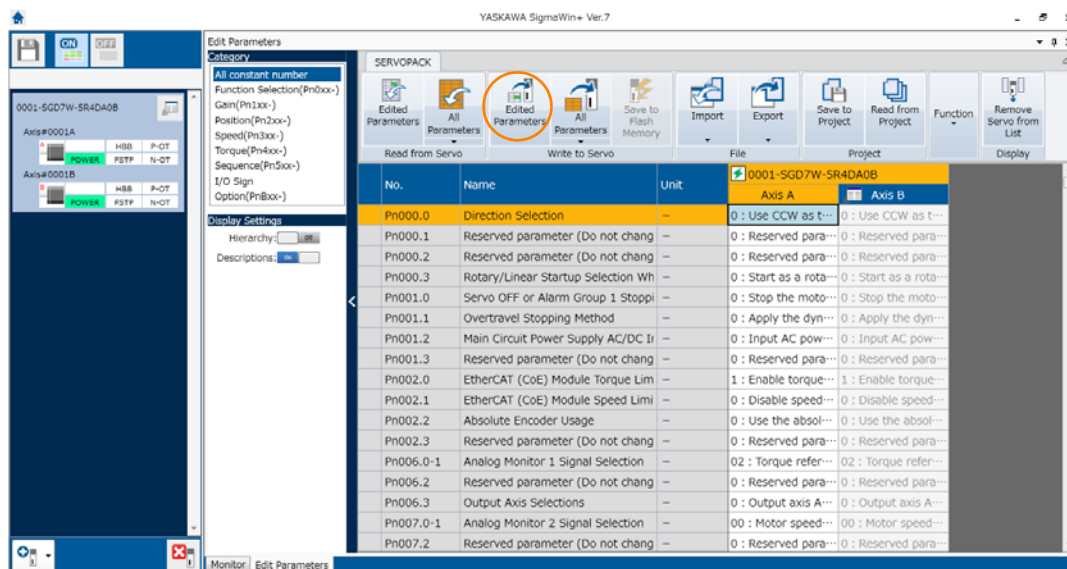 YASKAWA SigmaWin+ Ver.7
ON OFF
0001-SGD7W-5R4DA0B
Axis#0001A
A HBB P-OT
POWER FSTP N-OT
Axis#0001B
B HBB P-OT
POWER FSTP N-OT
Edit Parameters
Category
All constant number
Function Selection(Pn0xx-)
Gain(Pn1xx-)
Position(Pn2xx-)
Speed(Pn3xx-)
Torque(Pn4xx-)
Sequence(Pn5xx-)
I/O Sign
Option(PnBxx-)
Display Settings
Hierarchy: Off
Descriptions: On
SERVOPACK
Edited Parameters
All Parameters
Read from Servo
Edited Parameters
All Parameters
Save to Flash Memory
Write to Servo
Import
Export
File
Save to Project
Read from Project
Project
Function
Remove Servo from List
Display
No. Name Unit 0001-SGD7W-5R4DA0B
Axis A Axis B
Pn000.0 Direction Selection − 0 : Use CCW as t··· 0 : Use CCW as t···
Pn000.1 Reserved parameter (Do not chang − 0 : Reserved para··· 0 : Reserved para···
Pn000.2 Reserved parameter (Do not chang − 0 : Reserved para··· 0 : Reserved para···
Pn000.3 Rotary/Linear Startup Selection Wh − 0 : Start as a rota··· 0 : Start as a rota···
Pn001.0 Servo OFF or Alarm Group 1 Stoppi − 0 : Stop the moto··· 0 : Stop the moto···
Pn001.1 Overtravel Stopping Method − 0 : Apply the dyn··· 0 : Apply the dyn···
Pn001.2 Main Circuit Power Supply AC/DC Ir − 0 : Input AC pow··· 0 : Input AC pow···
Pn001.3 Reserved parameter (Do not chang − 0 : Reserved para··· 0 : Reserved para···
Pn002.0 EtherCAT (CoE) Module Torque Lim − 1 : Enable torque··· 1 : Enable torque···
Pn002.1 EtherCAT (CoE) Module Speed Limi − 0 : Disable speed··· 0 : Disable speed···
Pn002.2 Absolute Encoder Usage − 0 : Use the absol··· 0 : Use the absol···
Pn002.3 Reserved parameter (Do not chang − 0 : Reserved para··· 0 : Reserved para···
Pn006.0-1 Analog Monitor 1 Signal Selection − 02 : Torque refer··· 02 : Torque refer···
Pn006.2 Reserved parameter (Do not chang − 0 : Reserved para··· 0 : Reserved para···
Pn006.3 Output Axis Selections − 0 : Output axis A··· 0 : Output axis A···
Pn007.0-1 Analog Monitor 2 Signal Selection − 00 : Motor speed··· 00 : Motor speed···
Pn007.2 Reserved parameter (Do not chang − 0 : Reserved para··· 0 : Reserved para···
Monitor Edit Parameters